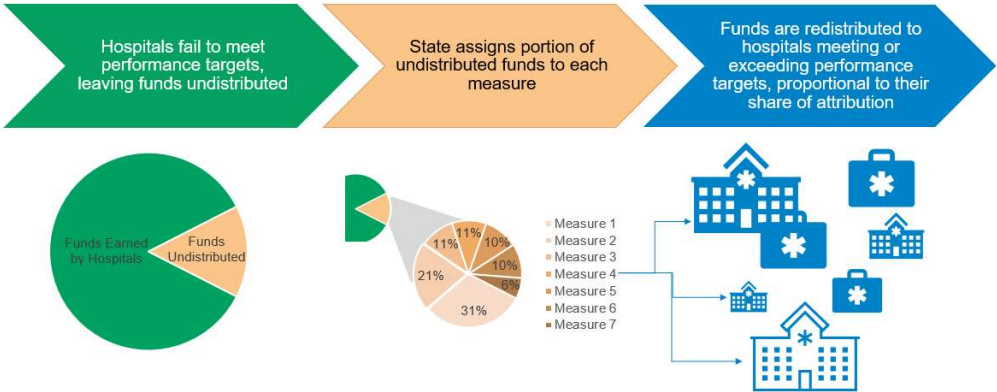 Hospitals fail to meet
performance targets,
leaving funds undistributed
State assigns portion of
undistributed funds to each
measure
Funds are redistributed to
hospitals meeting or
exceeding performance
targets, proportional to their
share of attribution
Funds Earned
by Hospitals
Funds
Undistributed
11%
11%
10%
10%
6%
21%
31%
Measure 1
Measure 2
Measure 3
Measure 4
Measure 5
Measure 6
Measure 7